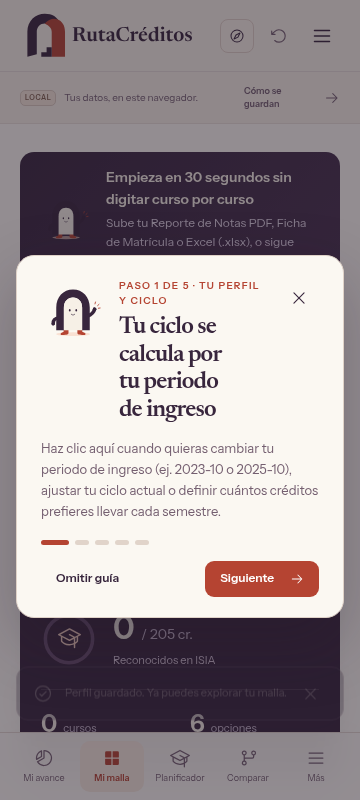 RutaCréditos
LOCAL
Tus datos, en este navegador.
Cómo se
guardan
Empieza en 30 segundos sin
digitar curso por curso
Sube tu Reporte de Notas PDF, Ficha
de Matrícula o Excel (.xlsx), o sigue
PASO 1 DE 5 · TU PERFIL
Y CICLO
Tu ciclo se
calcula por
tu periodo
de ingreso
Haz clic aquí cuando quieras cambiar tu
periodo de ingreso (ej. 2023-10 o 2025-10),
ajustar tu ciclo actual o definir cuántos créditos
prefieres llevar cada semestre.
Omitir guía
Siguiente
0 / 205 cr.
Reconocidos en ISIA
Perfil guardado. Ya puedes explorar tu malla.
0 cursos
6 opciones
Mi avance
Mi malla
Planificador
Comparar
Más